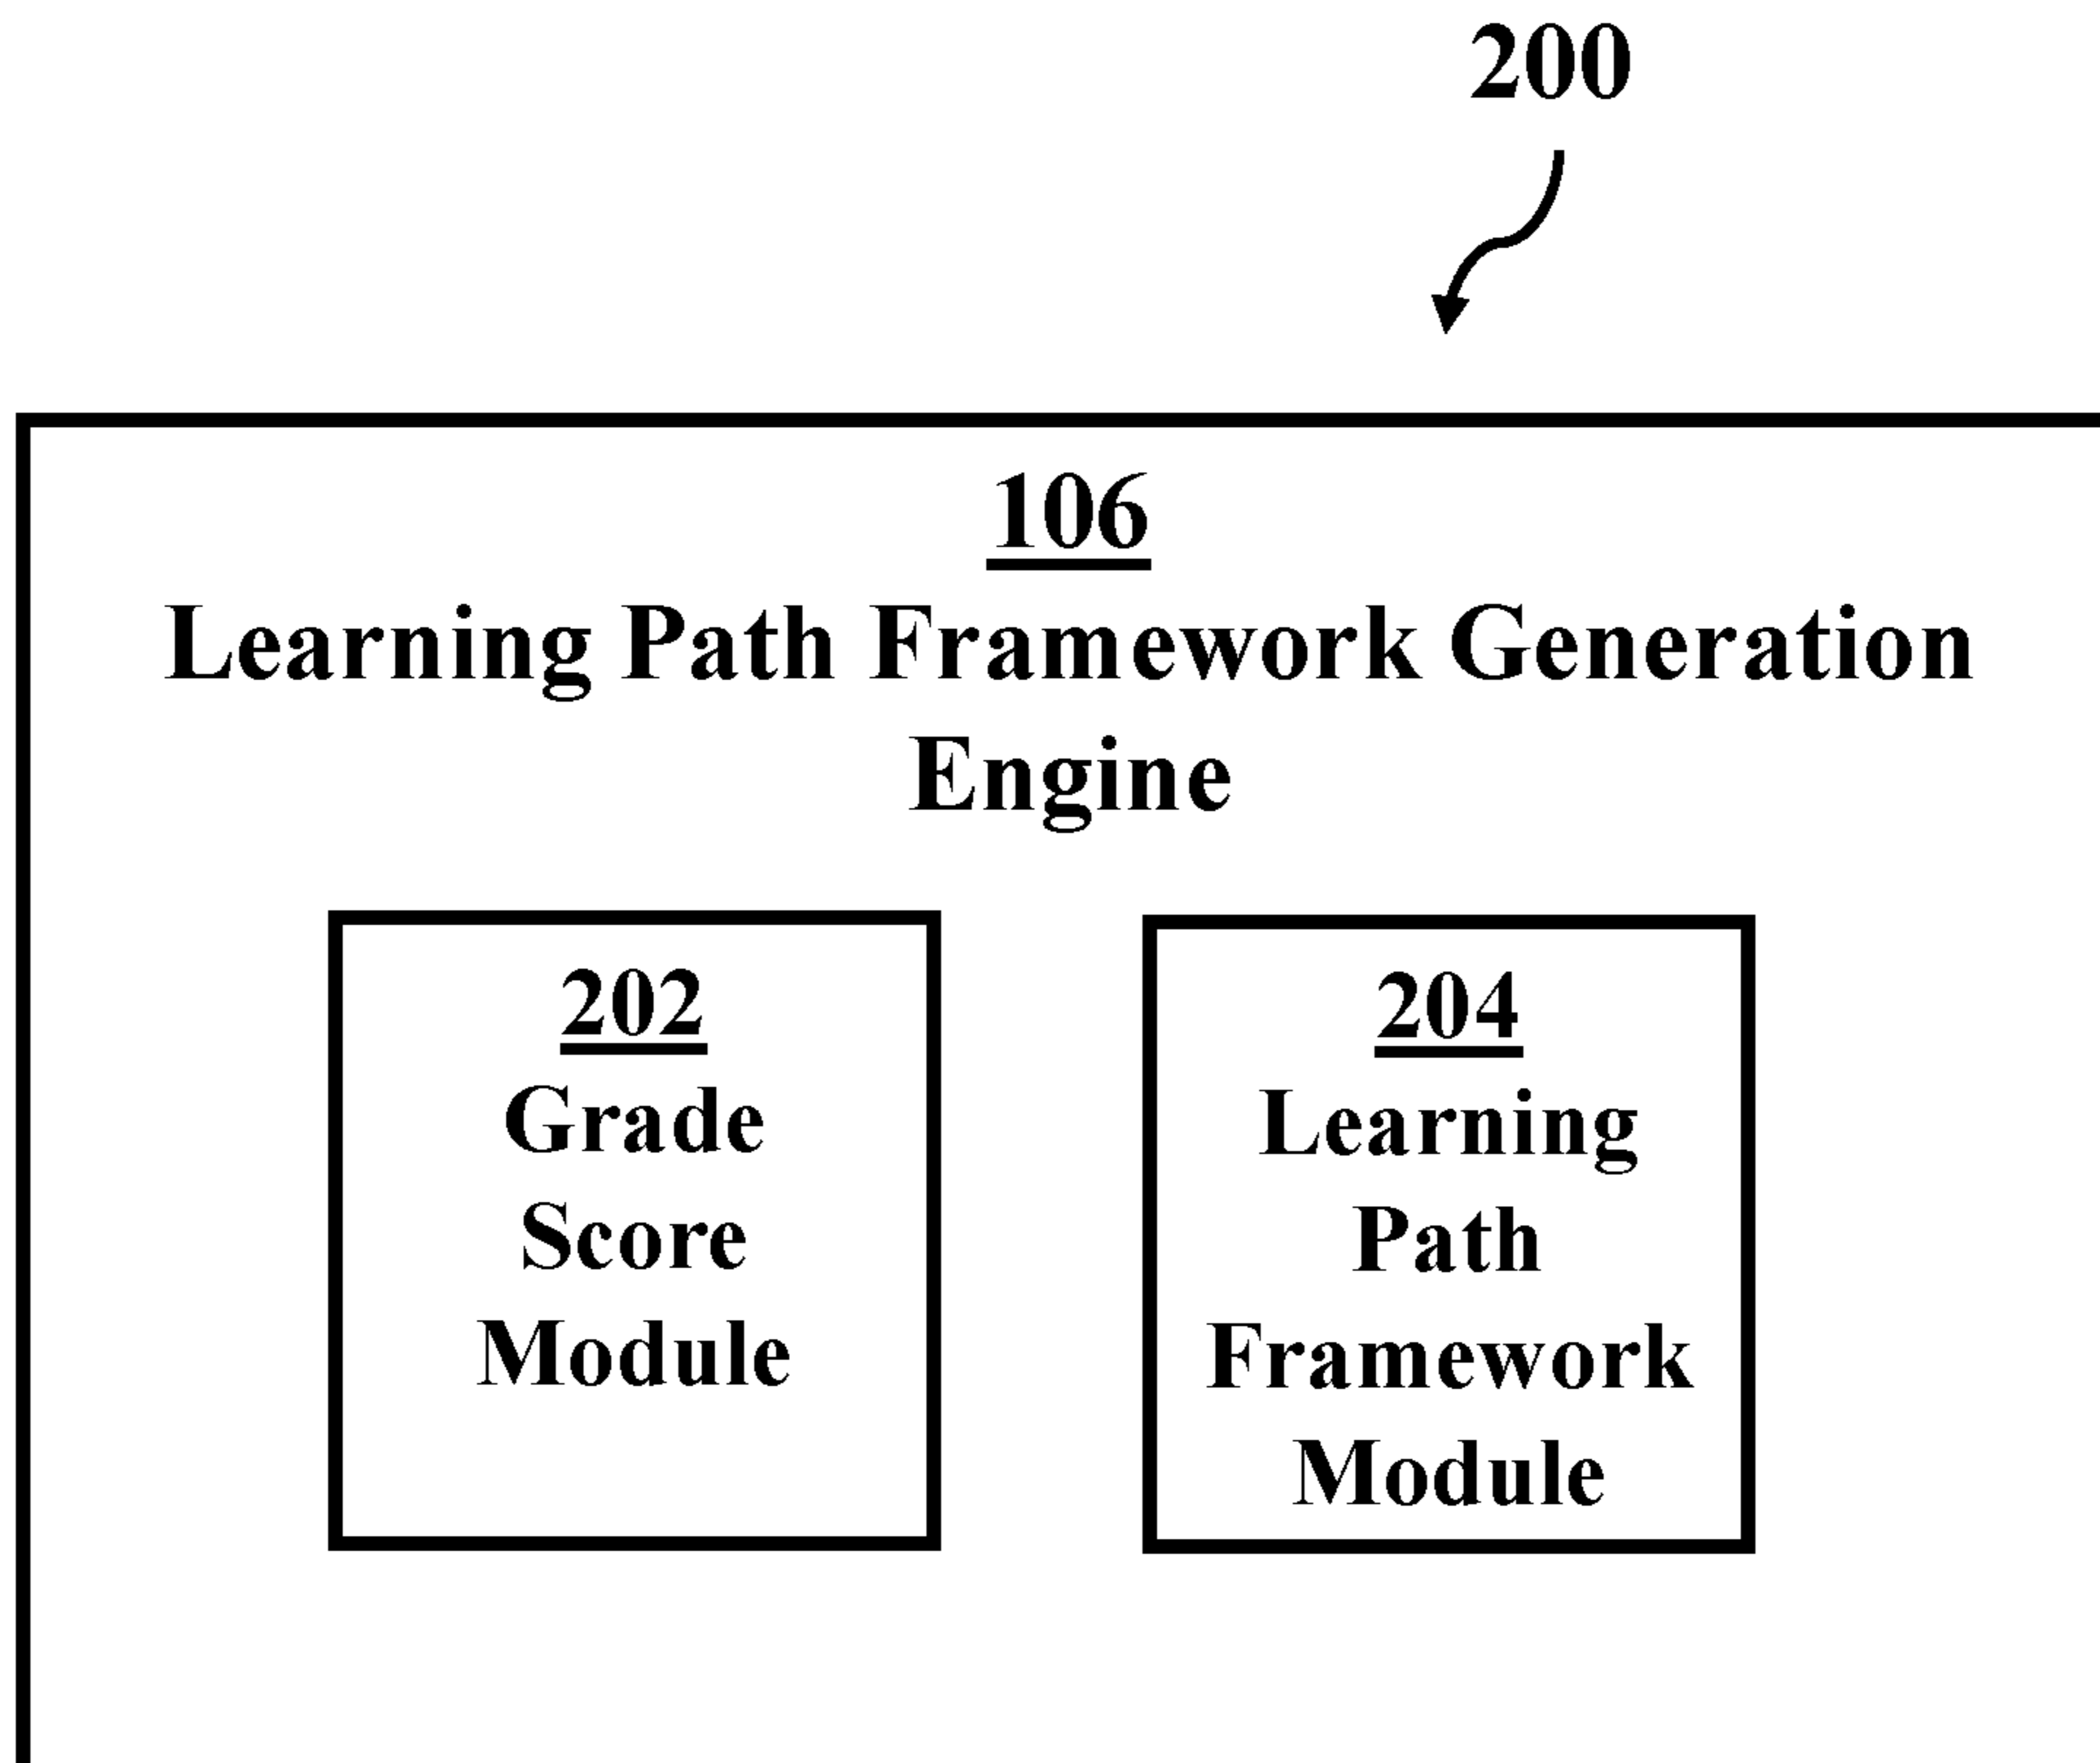 200
106
Learning Path Framework Generation
Engine
202
Grade
Score
Module
204
Learning
Path
Framework
Module